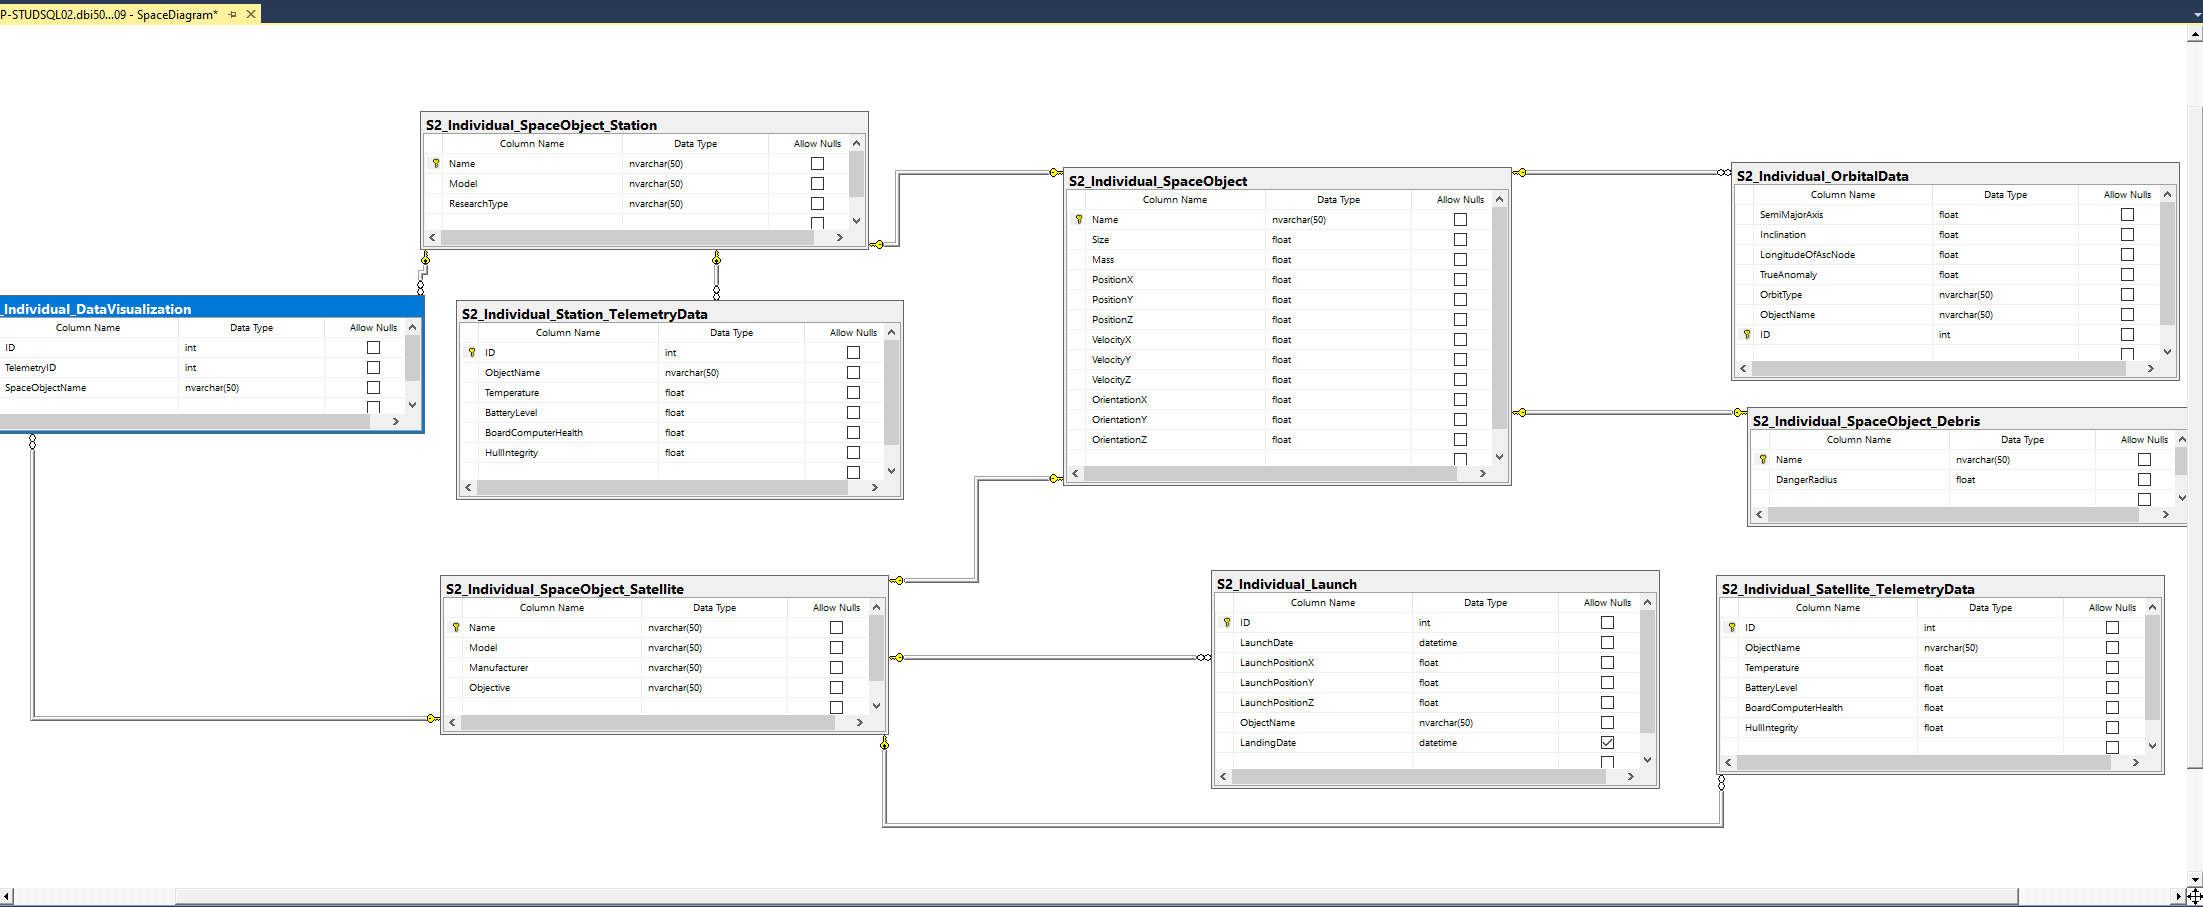 P-STUDSQL02.dbi50...09 - SpaceDiagram*
S2_Individual_SpaceObject_Station
Column Name Data Type Allow Nulls
Name nvarchar(50)
Model nvarchar(50)
ResearchType nvarchar(50)
S2_Individual_SpaceObject
Column Name Data Type Allow Nulls
Name nvarchar(50)
Size float
Mass float
PositionX float
PositionY float
PositionZ float
VelocityX float
VelocityY float
VelocityZ float
OrientationX float
OrientationY float
OrientationZ float
S2_Individual_OrbitalData
Column Name Data Type Allow Nulls
SemiMajorAxis float
Inclination float
LongitudeOfAscNode float
TrueAnomaly float
OrbitType nvarchar(50)
ObjectName nvarchar(50)
ID int
_Individual_DataVisualization
Column Name Data Type Allow Nulls
ID int
TelemetryID int
SpaceObjectName nvarchar(50)
S2_Individual_Station_TelemetryData
Column Name Data Type Allow Nulls
ID int
ObjectName nvarchar(50)
Temperature float
BatteryLevel float
BoardComputerHealth float
HullIntegrity float
S2_Individual_SpaceObject_Debris
Column Name Data Type Allow Nulls
Name nvarchar(50)
DangerRadius float
S2_Individual_SpaceObject_Satellite
Column Name Data Type Allow Nulls
Name nvarchar(50)
Model nvarchar(50)
Manufacturer nvarchar(50)
Objective nvarchar(50)
S2_Individual_Launch
Column Name Data Type Allow Nulls
ID int
LaunchDate datetime
LaunchPositionX float
LaunchPositionY float
LaunchPositionZ float
ObjectName nvarchar(50)
LandingDate datetime
S2_Individual_Satellite_TelemetryData
Column Name Data Type Allow Nulls
ID int
ObjectName nvarchar(50)
Temperature float
BatteryLevel float
BoardComputerHealth float
HullIntegrity float